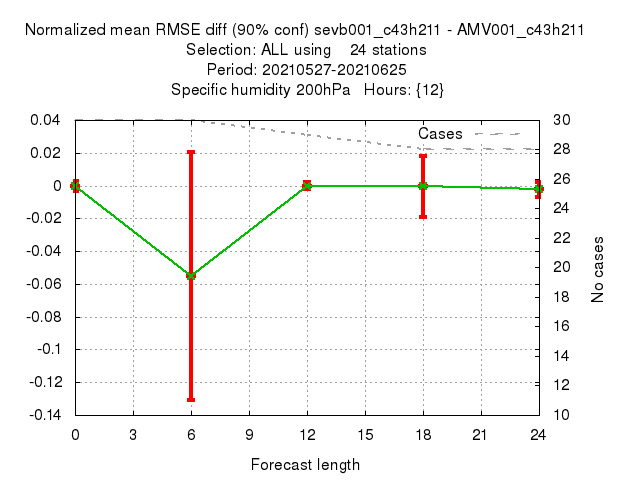 Normalized mean RMSE diff (90% conf) sevb001_c43h211 - AMV001_c43h211
Selection: ALL using    24 stations
Period: 20210527-20210625
Specific humidity 200hPa   Hours: {12}
Cases
0.04
0.02
0
-0.02
-0.04
-0.06
-0.08
-0.1
-0.12
-0.14
30
28
26
24
22
20
18
16
14
12
10
No cases
0 3 6 9 12 15 18 21 24
Forecast length